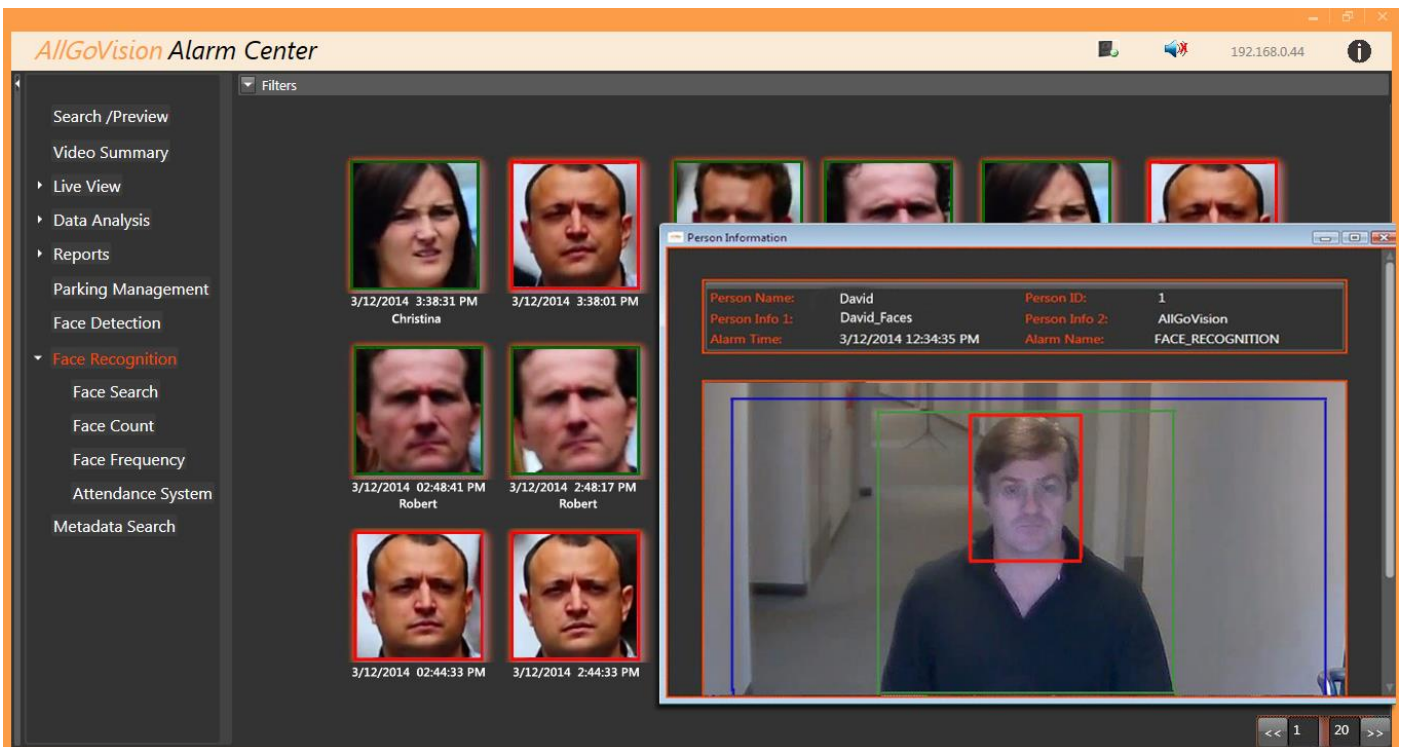 AllGoVision Alarm Center
192.168.0.44
Filters
Search /Preview
Video Summary
Live View
Data Analysis
Reports
Parking Management
Face Detection
Face Recognition
Face Search
Face Count
Face Frequency
Attendance System
Metadata Search
3/12/2014 3:38:31 PM
Christina
3/12/2014 3:38:01 PM
3/12/2014 02:48:41 PM
Robert
3/12/2014 2:48:17 PM
Robert
3/12/2014 02:44:33 PM
3/12/2014 2:44:33 PM
Person Information
Person Name: David Person ID: 1
Person Info 1: David_Faces Person Info 2: AllGoVision
Alarm Time: 3/12/2014 12:34:35 PM Alarm Name: FACE_RECOGNITION
<< 1 20 >>